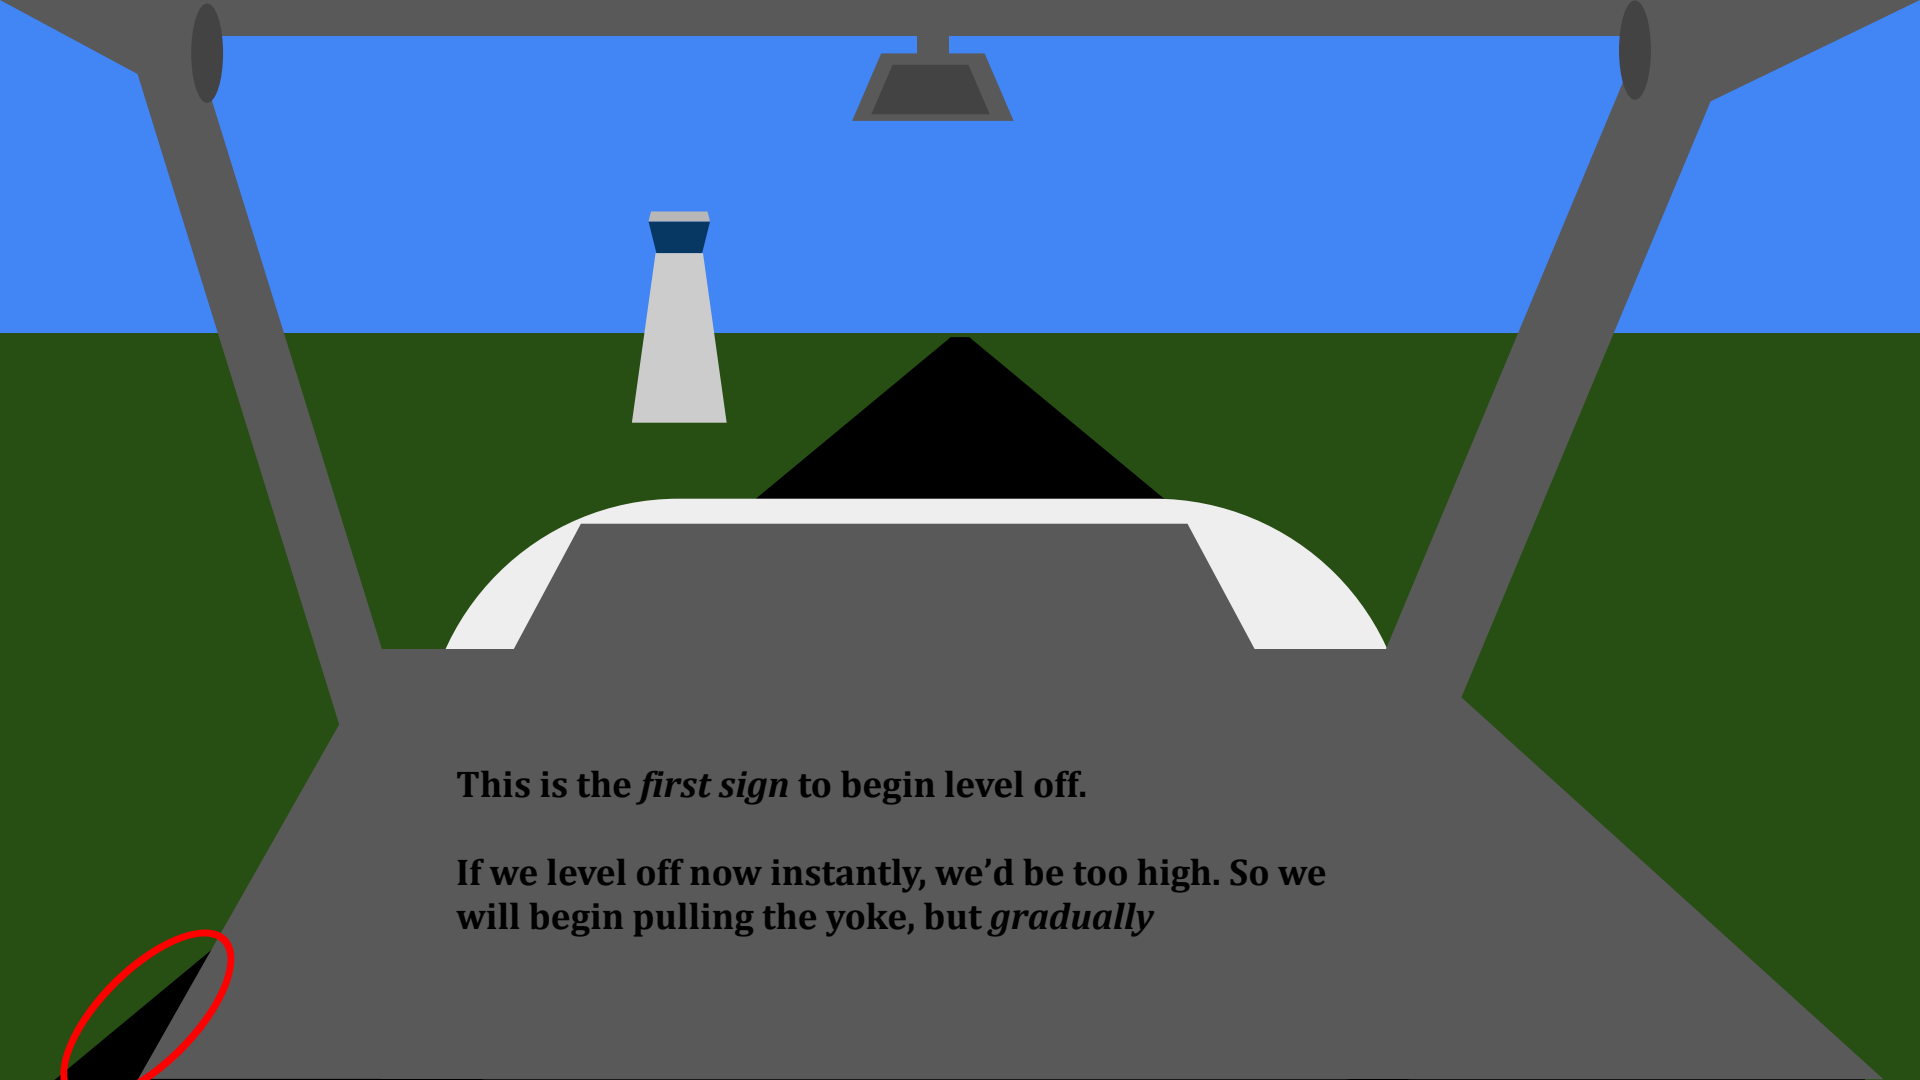 This is the first sign to begin level off.
If we level off now instantly, we’d be too high. So we
will begin pulling the yoke, but gradually